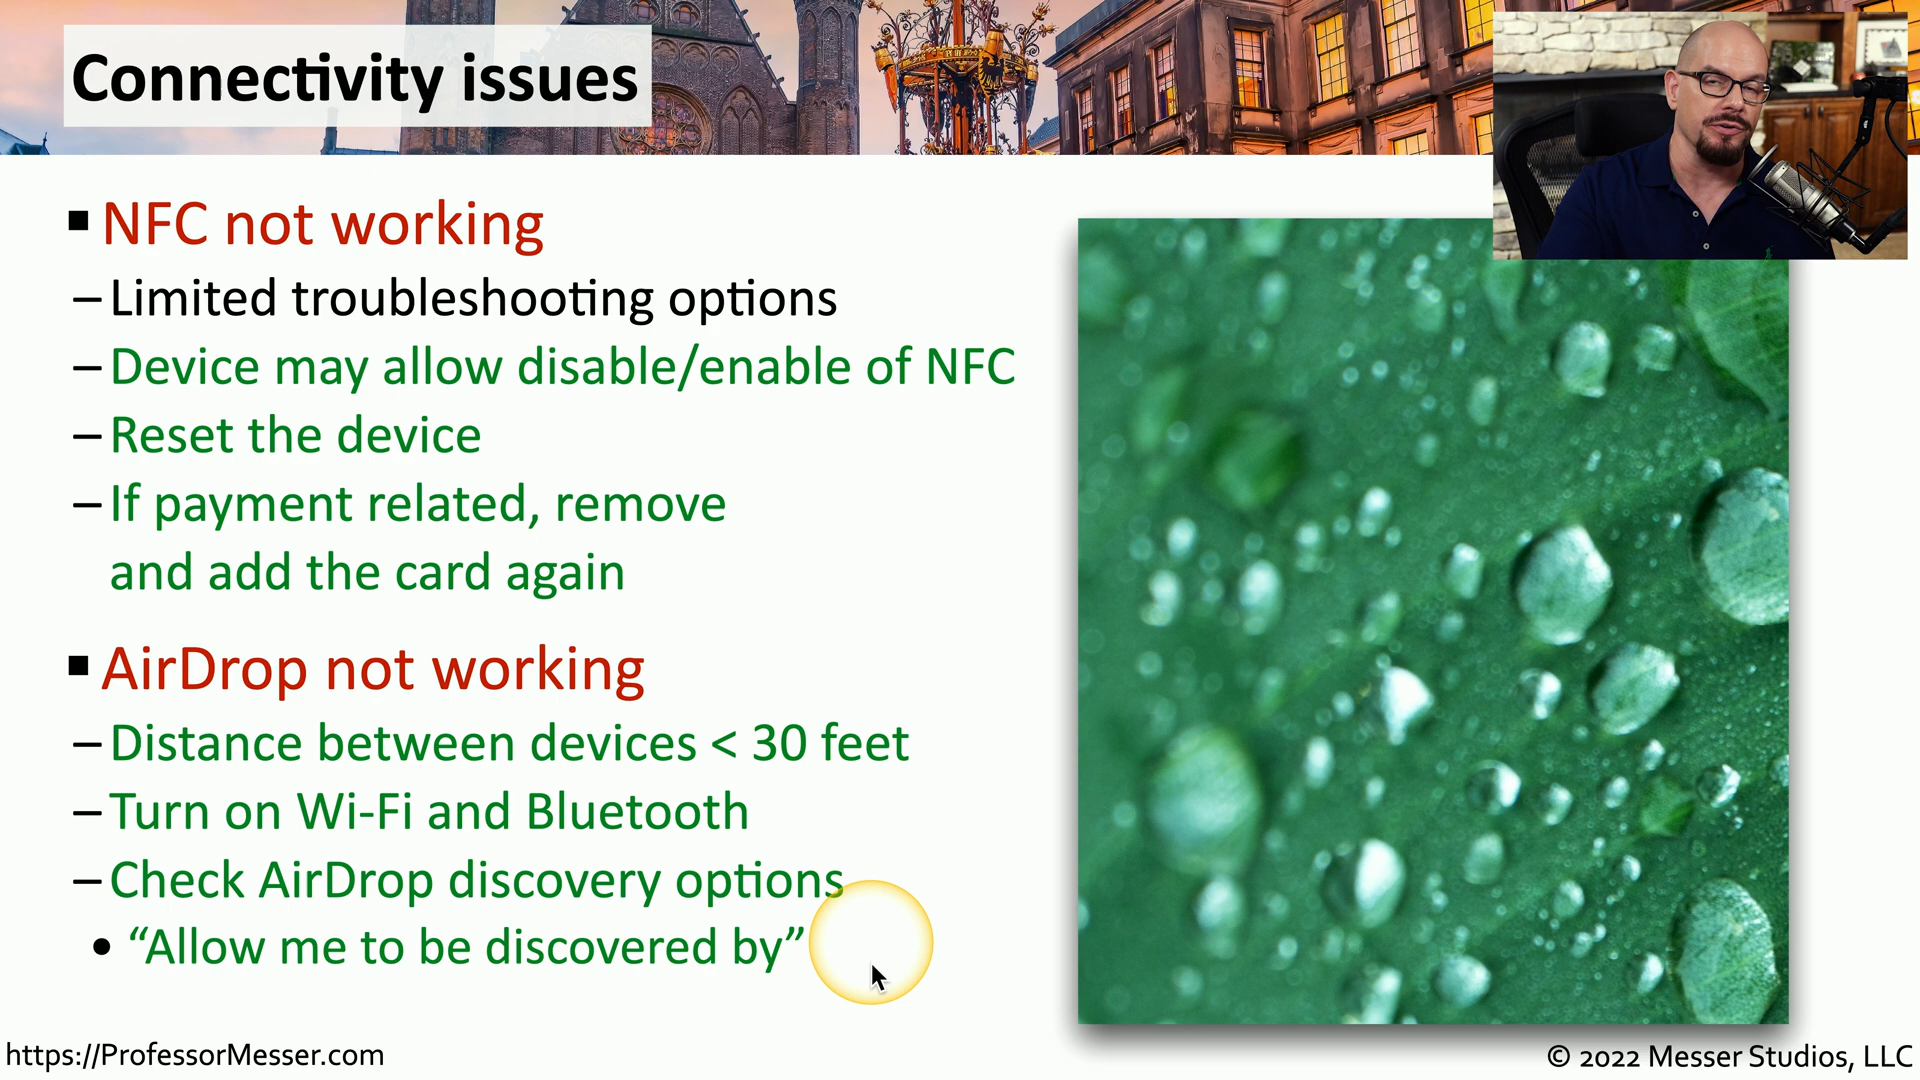 Connectivity issues
▪ NFC not working
– Limited troubleshooting options
– Device may allow disable/enable of NFC
– Reset the device
– If payment related, remove
and add the card again
▪ AirDrop not working
– Distance between devices < 30 feet
– Turn on Wi-Fi and Bluetooth
– Check AirDrop discovery options
• “Allow me to be discovered by”
https://ProfessorMesser.com
© 2022 Messer Studios, LLC